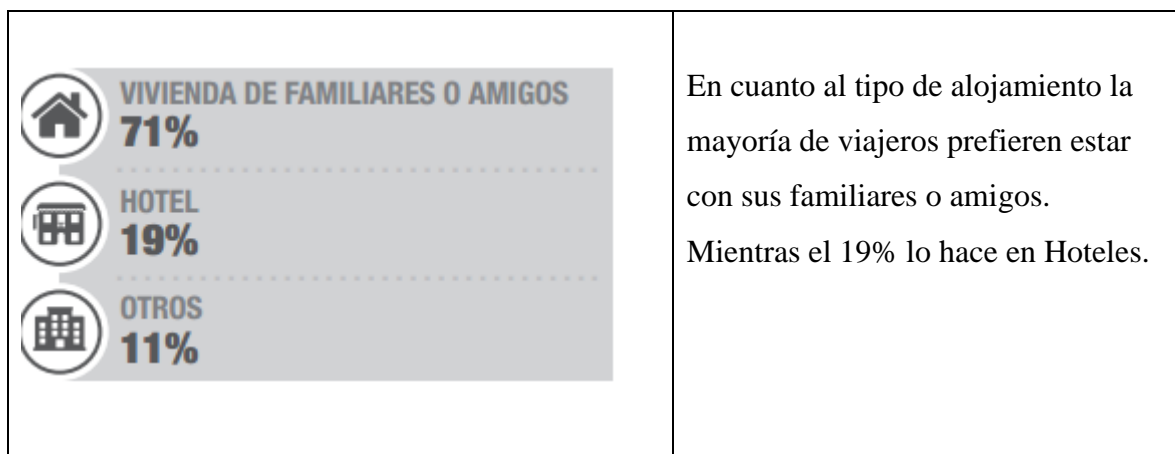 VIVIENDA DE FAMILIARES O AMIGOS
71%
HOTEL
19%
OTROS
11%
En cuanto al tipo de alojamiento la
mayoría de viajeros prefieren estar
con sus familiares o amigos.
Mientras el 19% lo hace en Hoteles.